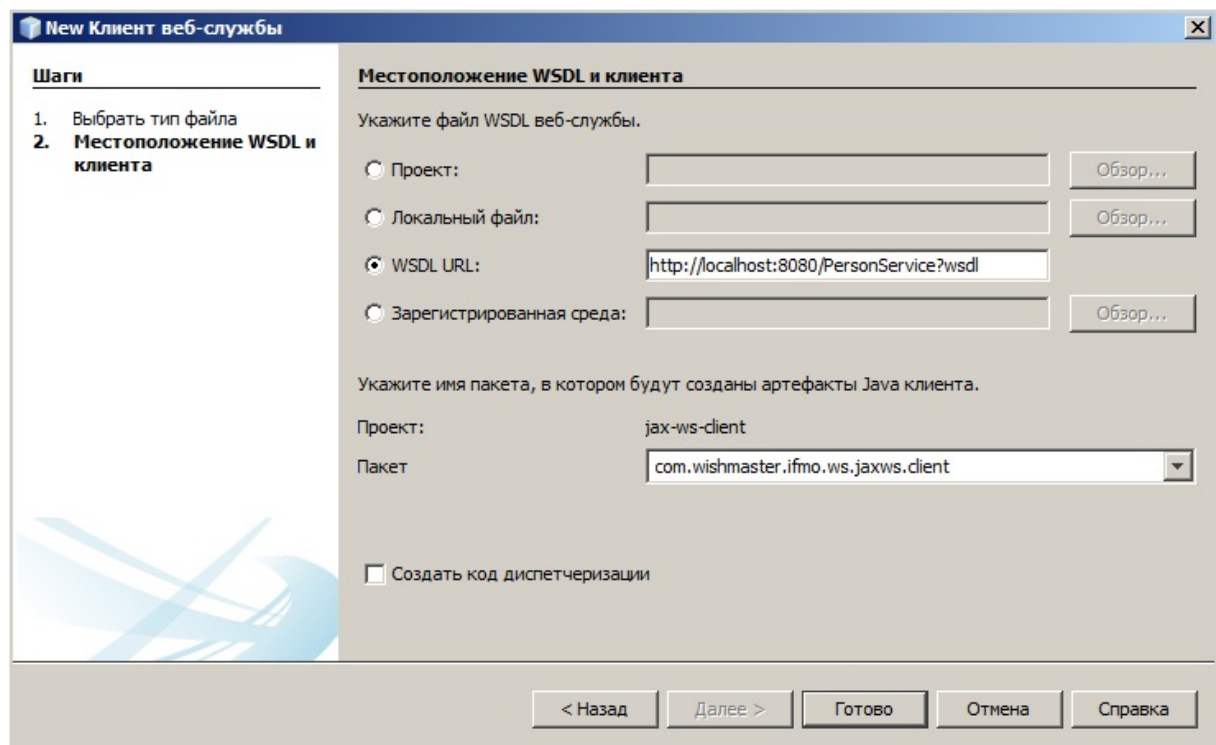 New Клиент веб-службы
Шаги
1. Выбрать тип файла
2. Местоположение WSDL и
клиента
Местоположение WSDL и клиента
Укажите файл WSDL веб-службы.
Проект:
Обзор...
Локальный файл:
Обзор...
WSDL URL:
http://localhost:8080/PersonService?wsdl
Зарегистрированная среда:
Обзор...
Укажите имя пакета, в котором будут созданы артефакты Java клиента.
Проект:
jax-ws-client
Пакет
com.wishmaster.ifmo.ws.jaxws.client
Создать код диспетчеризации
< Назад
Далее >
Готово
Отмена
Справка